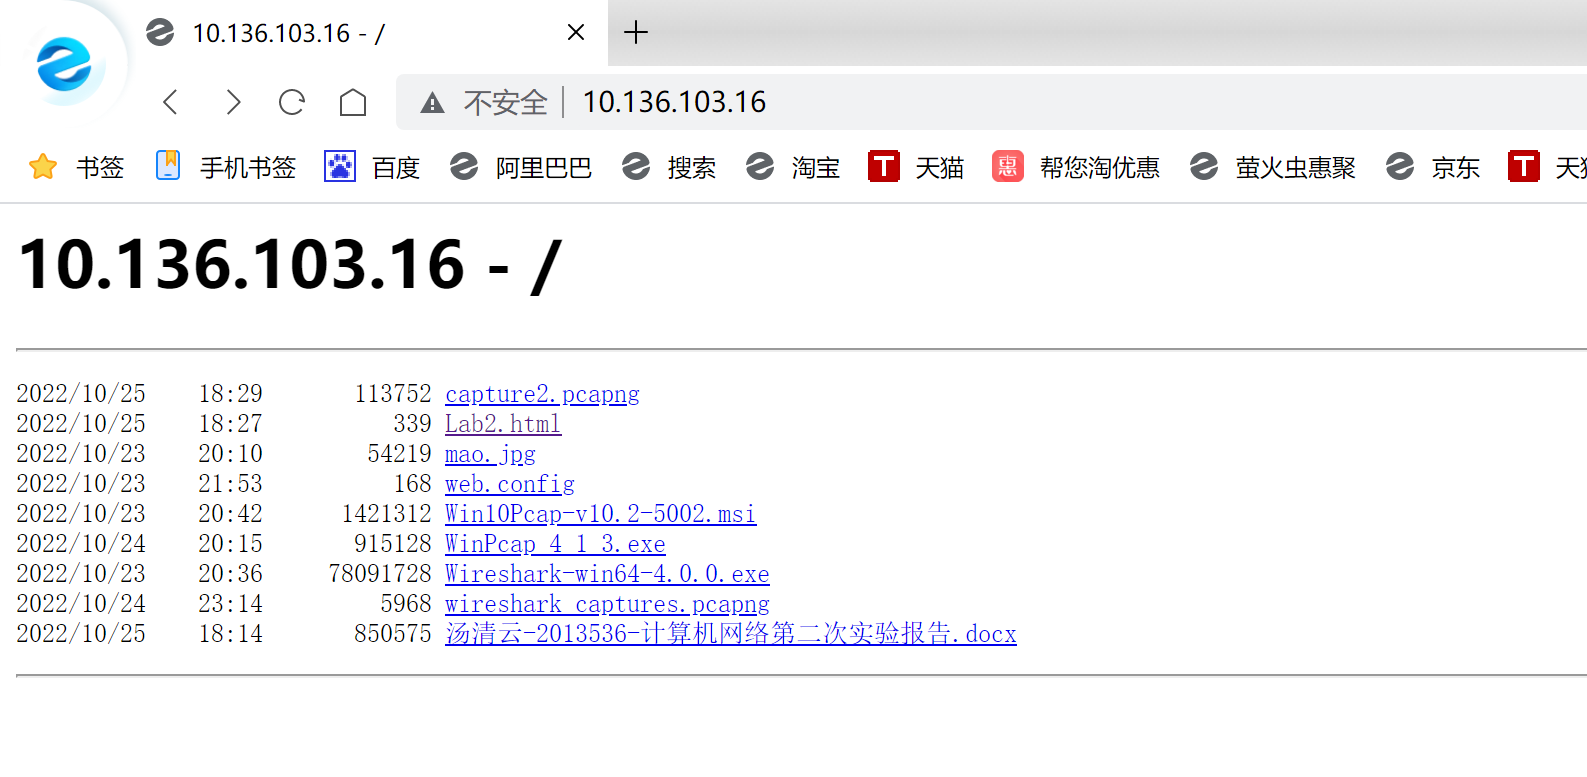 10.136.103.16 - /
不安全 | 10.136.103.16
书签 手机书签 百度 阿里巴巴 搜索 淘宝 T 天猫 惠 帮您淘优惠 萤火虫惠聚 京东 T 天
10.136.103.16 - /
2022/10/25 18:29 113752 capture2.pcapng
2022/10/25 18:27 339 Lab2.html
2022/10/23 20:10 54219 mao.jpg
2022/10/23 21:53 168 web.config
2022/10/23 20:42 1421312 Win10Pcap-v10.2-5002.msi
2022/10/24 20:15 915128 WinPcap_4_1_3.exe
2022/10/23 20:36 78091728 Wireshark-win64-4.0.0.exe
2022/10/24 23:14 5968 wireshark_captures.pcapng
2022/10/25 18:14 850575 汤清云-2013536-计算机网络第二次实验报告.docx